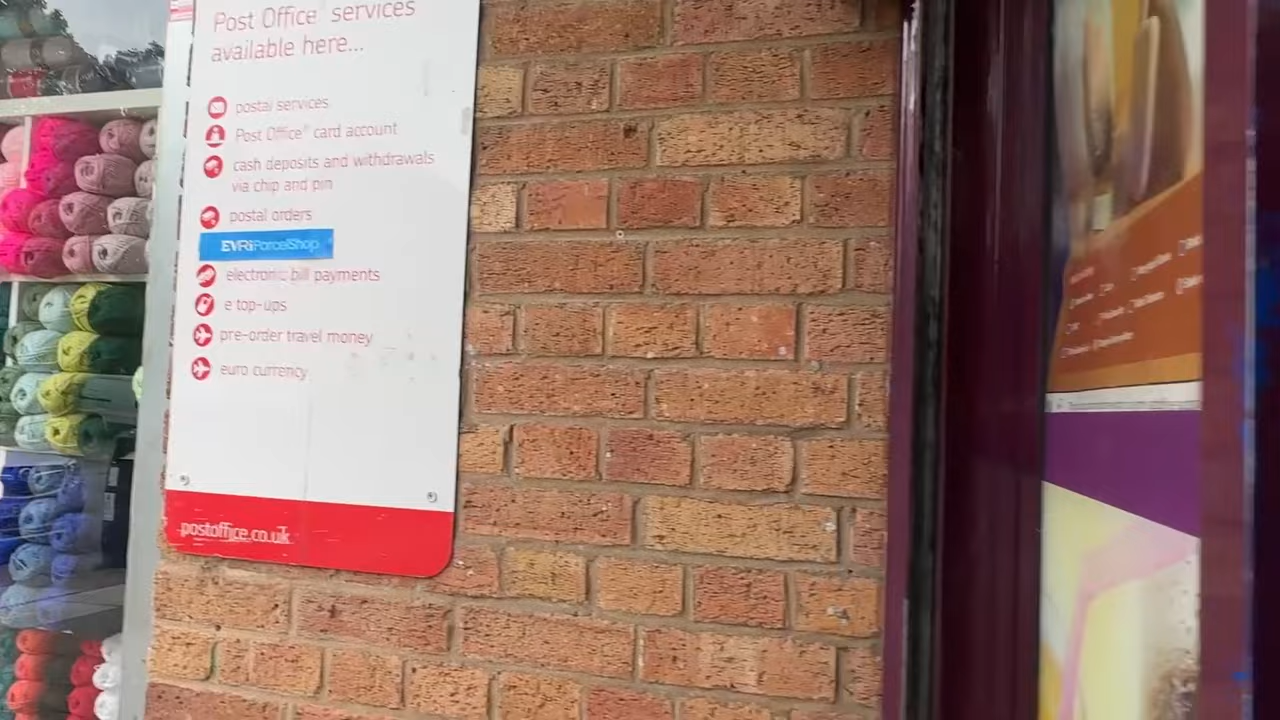 Post Office® services
available here...
postal services
Post Office® card account
cash deposits and withdrawals
via chip and pin
postal orders
EVRi ParcelShop
electronic bill payments
e top-ups
pre-order travel money
euro currency
postoffice.co.uk